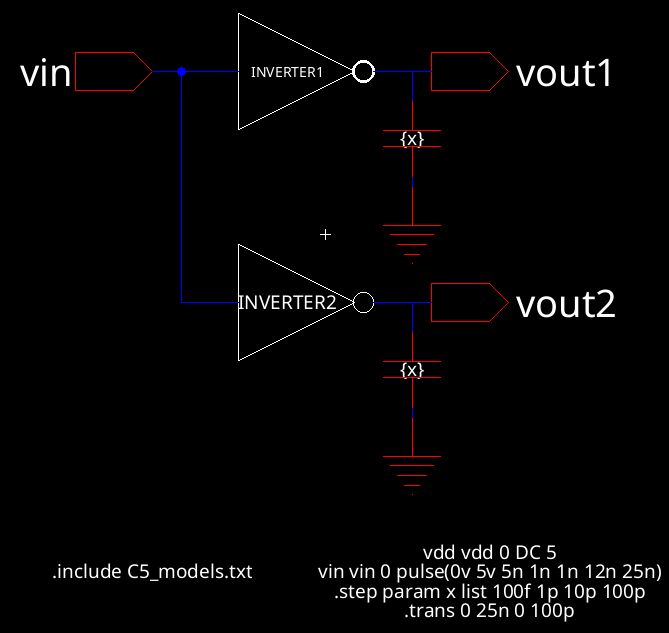 vin
INVERTER1
vout1
{x}
INVERTER2
vout2
{x}
.include C5_models.txt
vdd vdd 0 DC 5
vin vin 0 pulse(0v 5v 5n 1n 1n 12n 25n)
.step param x list 100f 1p 10p 100p
.trans 0 25n 0 100p